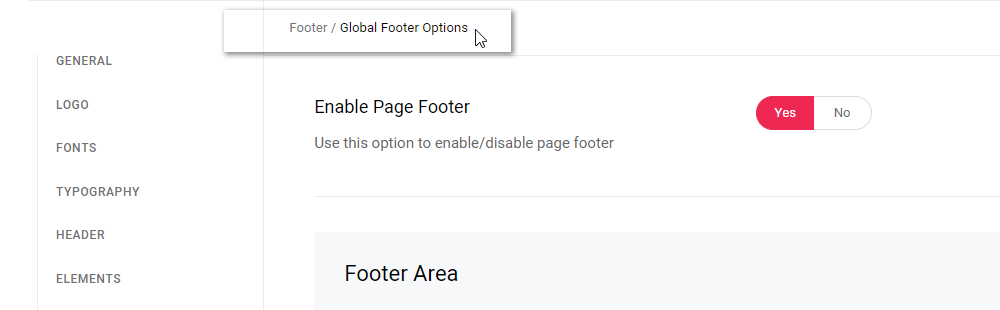 Footer / Global Footer Options
GENERAL
LOGO
FONTS
TYPOGRAPHY
HEADER
ELEMENTS
Enable Page Footer
Use this option to enable/disable page footer
Yes No
Footer Area